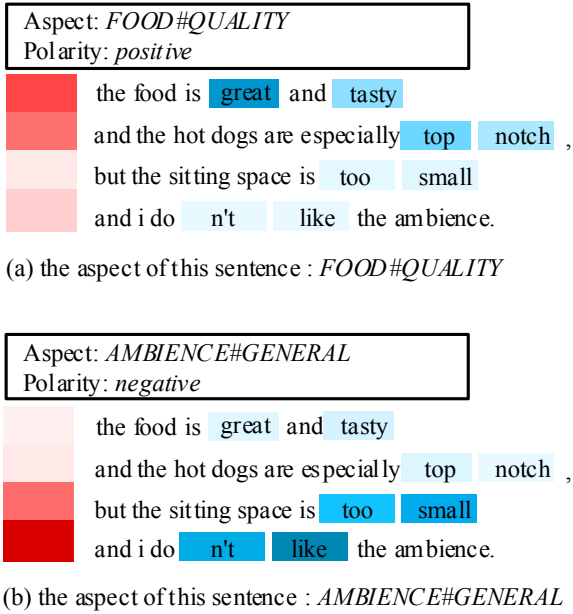 Aspect: FOOD#QUALITY
Polarity: positive
the food is great and tasty
and the hot dogs are especially top notch ,
but the sitting space is too small
and i do n't like the ambience.
(a) the aspect of this sentence : FOOD#QUALITY
Aspect: AMBIENCE#GENERAL
Polarity: negative
the food is great and tasty
and the hot dogs are especially top notch ,
but the sitting space is too small
and i do n't like the ambience.
(b) the aspect of this sentence : AMBIENCE#GENERAL